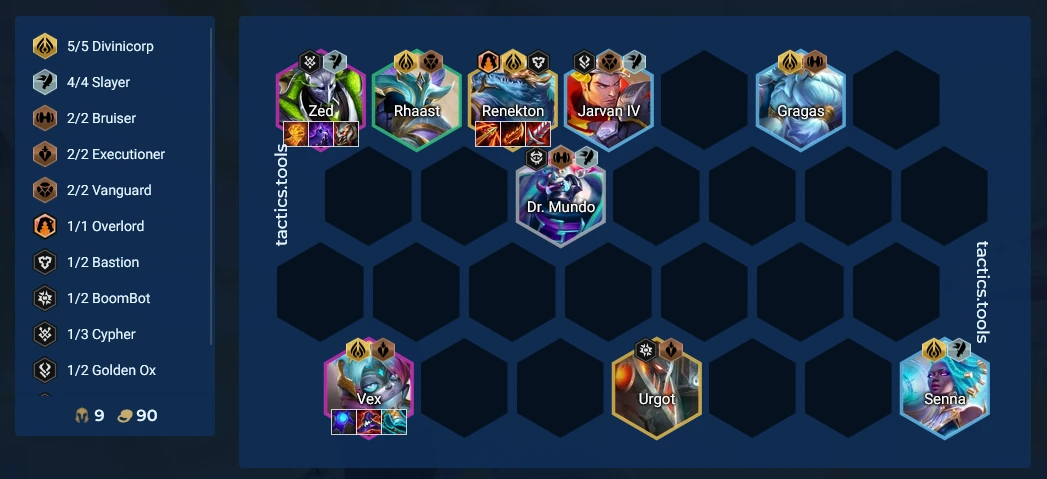 5/5 Divinicorp
4/4 Slayer
2/2 Bruiser
2/2 Executioner
2/2 Vanguard
1/1 Overlord
1/2 Bastion
1/2 BoomBot
1/3 Cypher
1/2 Golden Ox
9 90
Zed Rhaast Renekton Jarvan IV Gragas
tactics.tools
Dr. Mundo
tactics.tools
Vex Urgot Senna